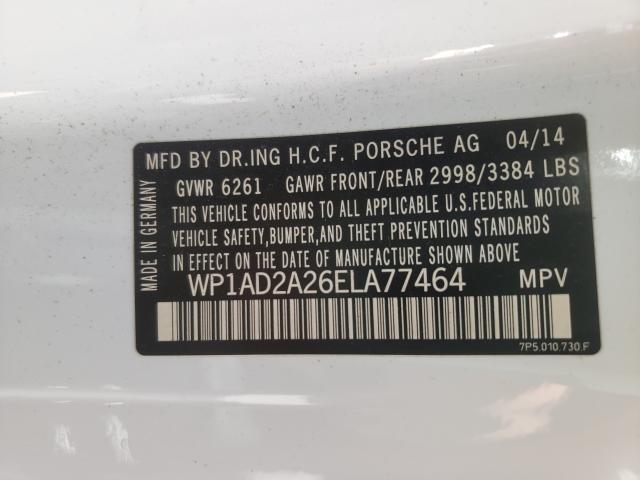 MFD BY DR.ING H.C.F. PORSCHE AG 04/14
GVWR 6261 GAWR FRONT/REAR 2998/3384 LBS
THIS VEHICLE CONFORMS TO ALL APPLICABLE U.S.FEDERAL MOTOR
VEHICLE SAFETY,BUMPER,AND THEFT PREVENTION STANDARDS
IN EFFECT ON THE DATE OF MANUFACTURE SHOWN ABOVE
WP1AD2A26ELA77464 MPV
7P5.010.730.F
MADE IN GERMANY